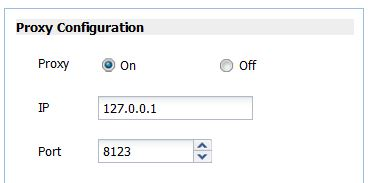 Proxy Configuration
Proxy On Off
IP 127.0.0.1
Port 8123